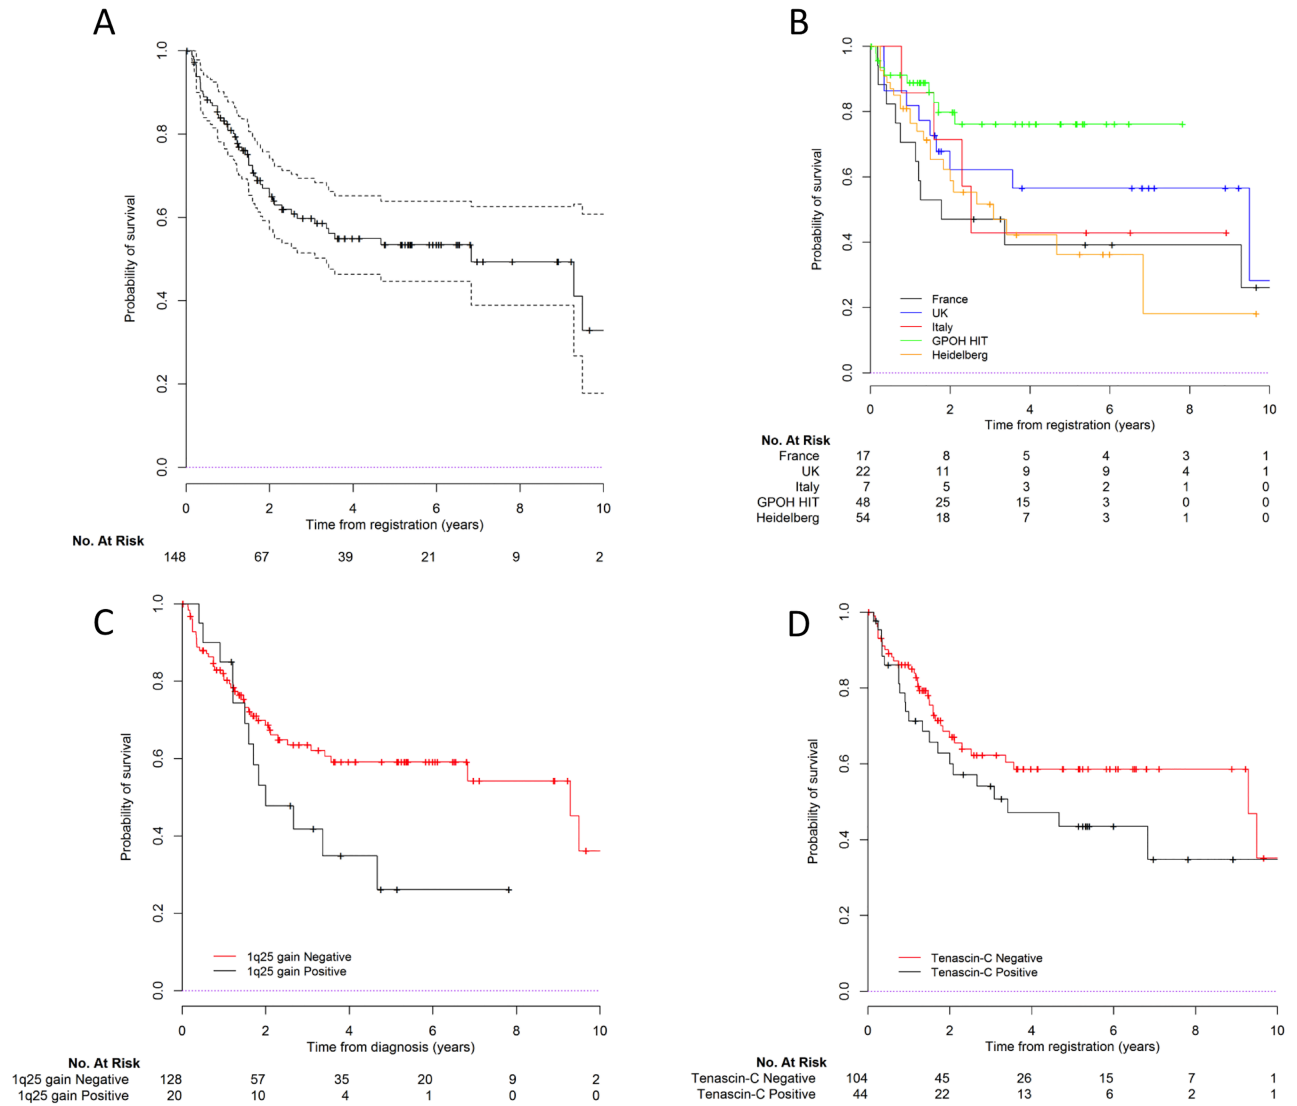 A
Probability of survival
1.0
0.8
0.6
0.4
0.2
0.0
0 2 4 6 8 10
Time from registration (years)
No. At Risk
148 67 39 21 9 2
B
Probability of survival
1.0
0.8
0.6
0.4
0.2
0.0
France
UK
Italy
GPOH HIT
Heidelberg
0 2 4 6 8 10
Time from registration (years)
No. At Risk
France 17 8 5 4 3 1
UK 22 11 9 9 4 1
Italy 7 5 3 2 1 0
GPOH HIT 48 25 15 3 0 0
Heidelberg 54 18 7 3 1 0
C
Probability of survival
1.0
0.8
0.6
0.4
0.2
0.0
1q25 gain Negative
1q25 gain Positive
0 2 4 6 8 10
Time from diagnosis (years)
No. At Risk
1q25 gain Negative 128 57 35 20 9 2
1q25 gain Positive 20 10 4 1 0 0
D
Probability of survival
1.0
0.8
0.6
0.4
0.2
0.0
Tenascin-C Negative
Tenascin-C Positive
0 2 4 6 8 10
Time from registration (years)
No. At Risk
Tenascin-C Negative 104 45 26 15 7 1
Tenascin-C Positive 44 22 13 6 2 1